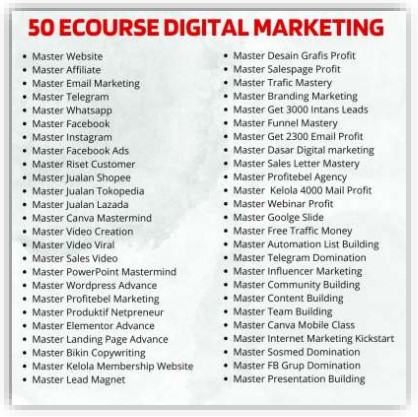 50 ECOURSE DIGITAL MARKETING
• Master Website
• Master Affiliate
• Master Email Marketing
• Master Telegram
• Master Whatsapp
• Master Facebook
• Master Instagram
• Master Facebook Ads
• Master Riset Customer
• Master Jualan Shopee
• Master Jualan Tokopedia
• Master Jualan Lazada
• Master Canva Mastermind
• Master Video Creation
• Master Video Viral
• Master Sales Video
• Master PowerPoint Mastermind
• Master Wordpress Advance
• Master Profitebel Marketing
• Master Produktif Netpreneur
• Master Elementor Advance
• Master Landing Page Advance
• Master Bikin Copywriting
• Master Kelola Membership Website
• Master Lead Magnet
• Master Desain Grafis Profit
• Master Salespage Profit
• Master Trafic Mastery
• Master Branding Marketing
• Master Get 3000 Intans Leads
• Master Funnel Mastery
• Master Get 2300 Email Profit
• Master Dasar Digital marketing
• Master Sales Letter Mastery
• Master Profitebel Agency
• Master Kelola 4000 Mail Profit
• Master Webinar Profit
• Master Goolge Slide
• Master Free Traffic Money
• Master Automation List Building
• Master Telegram Domination
• Master Influencer Marketing
• Master Community Building
• Master Content Building
• Master Team Building
• Master Canva Mobile Class
• Master Internet Marketing Kickstart
• Master Sosmed Domination
• Master FB Grup Domination
• Master Presentation Building